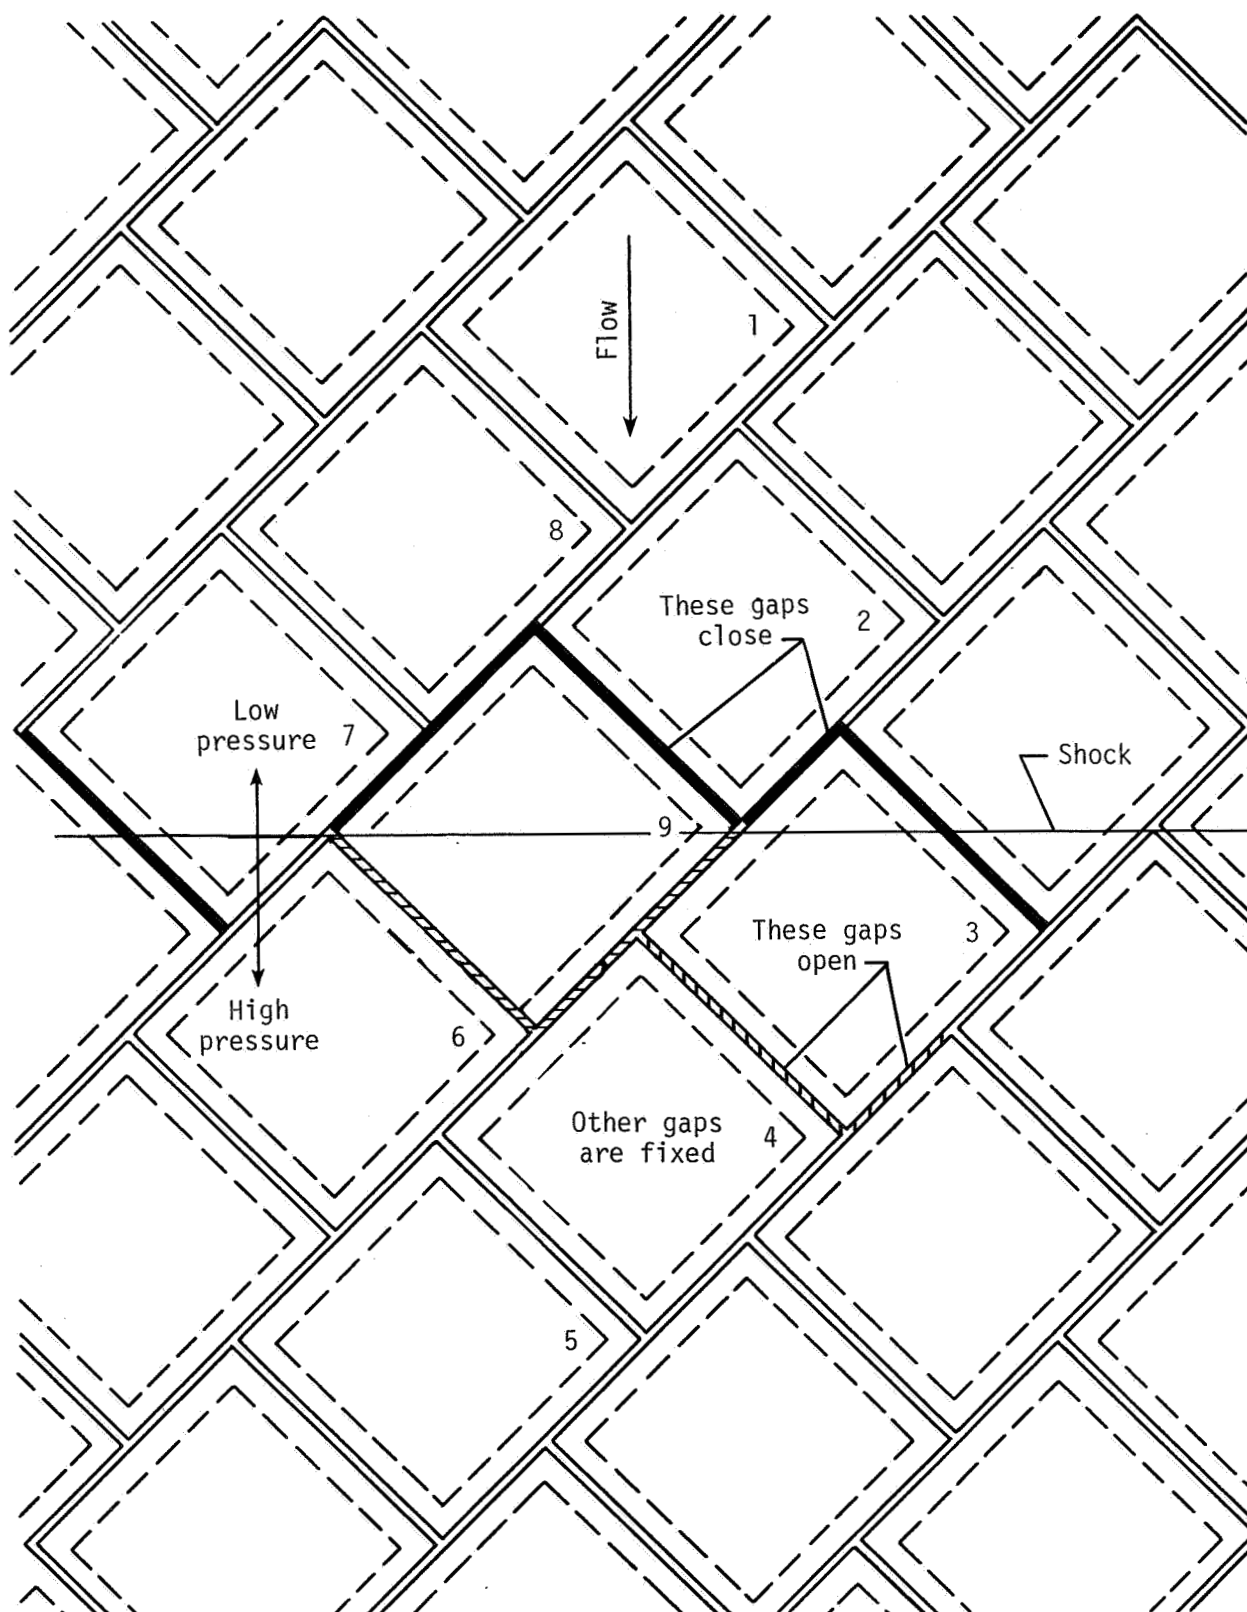 1
Flow
8
These gaps
close
2
Low
pressure
7
Shock
9
These gaps
open
3
High
pressure
6
Other gaps
are fixed
4
5